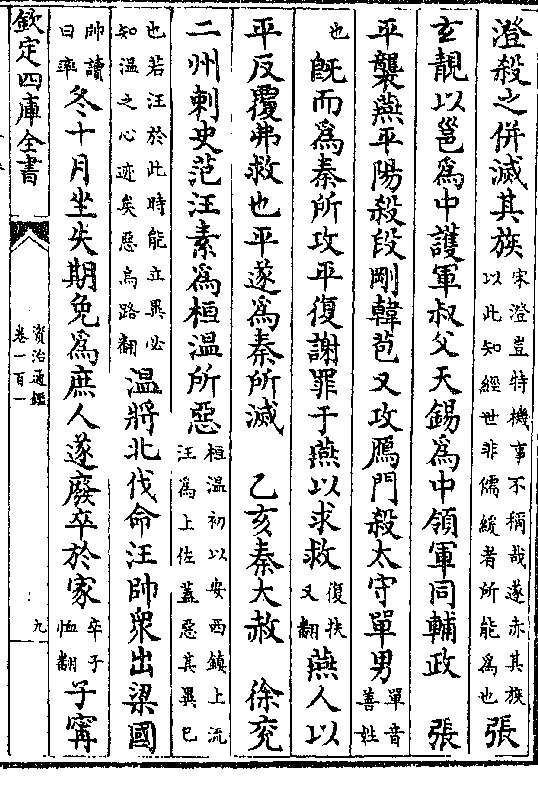 澄殺之併滅其族宋澄豈特機事不稱哉遂赤其族以此知經世非儒緩者所能為也張
玄靚以邕為中護軍叔父天錫為中領軍同輔政　張
平襲燕平陽殺段剛韓苞又攻鴈門殺太守單男單音善姓
也既而為秦所攻平復謝罪于燕以求救復扶又翻燕人以
平反覆弗救也平遂為秦所滅　乙亥秦大赦　徐兖
二州刺史范汪素為桓温所惡桓温初以安西鎮上流汪為上佐蓋惡其異已
也若汪於此時能立異必知温之心迹矣惡烏路翻温將北伐命汪帥衆出梁國
帥讀曰率冬十月坐失期免為庶人遂廢卒於家卒子恤翻子甯
欽定四庫全書
資治通鑑
卷一百一
九